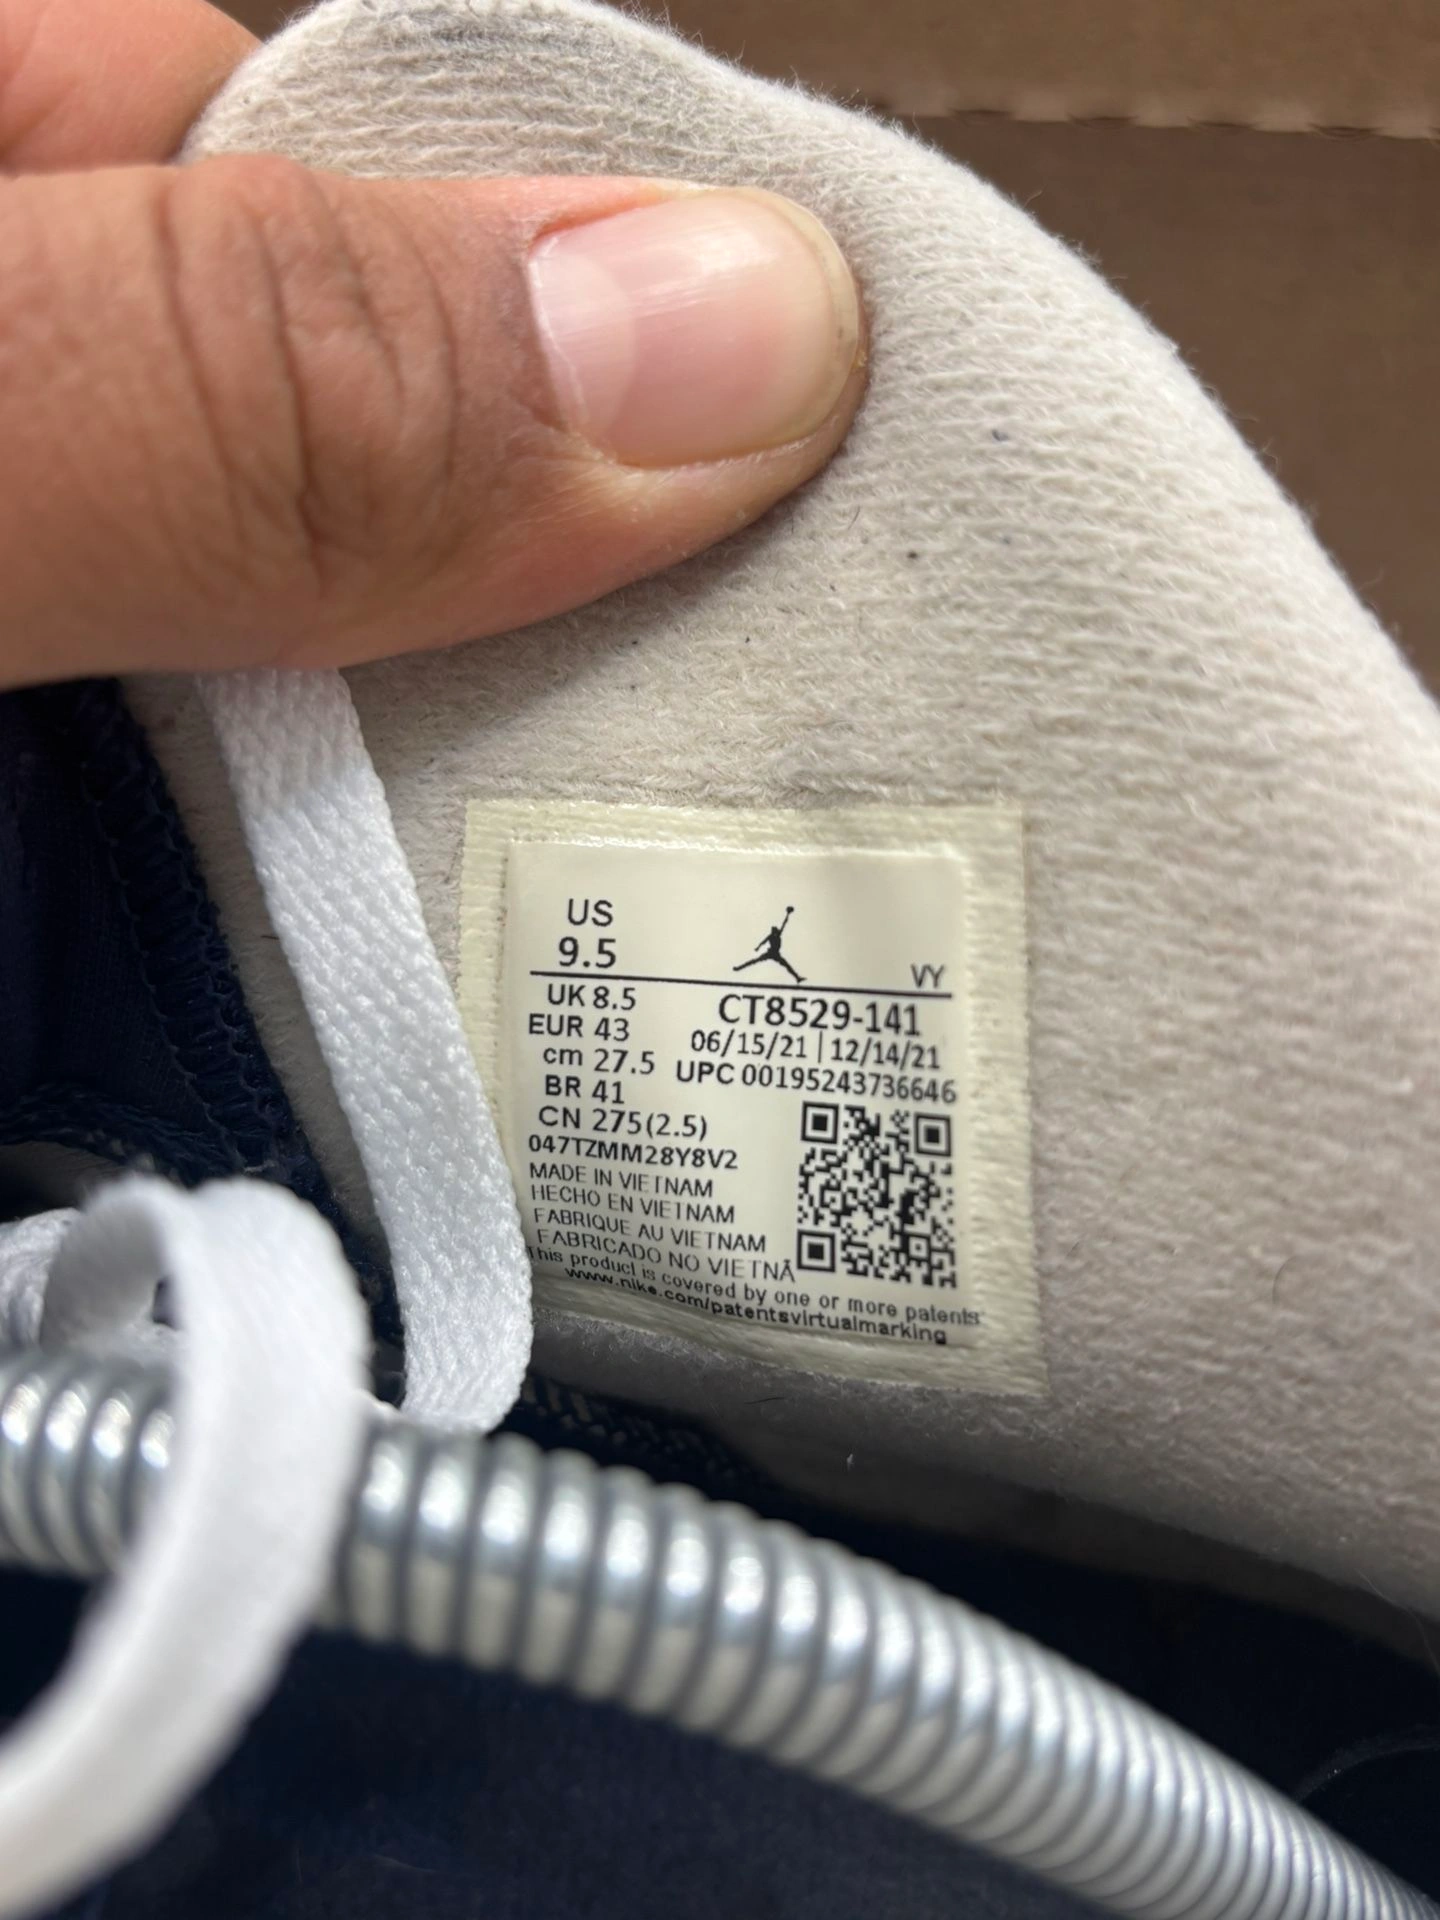 US
9.5
VY
UK 8.5
EUR 43
cm 27.5
BR 41
CN 275(2.5)
CT8529-141
06/15/21 | 12/14/21
UPC 00195243736646
047TZMM28Y8V2
MADE IN VIETNAM
HECHO EN VIETNAM
FABRIQUE AU VIETNAM
FABRICADO NO VIETNÃ
This product is covered by one or more patents
www.nike.com/patentsvirtualmarking